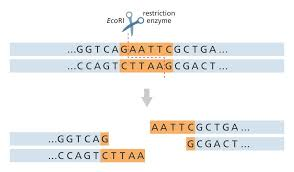 EcoRI restriction enzyme
...GGTCAGAATTCGCTGA...
...CCAGTCTTAAGCGACT...
AATTCGCTGA...
...GGTCAG
GCGACT...
...CCAGTCTTAA